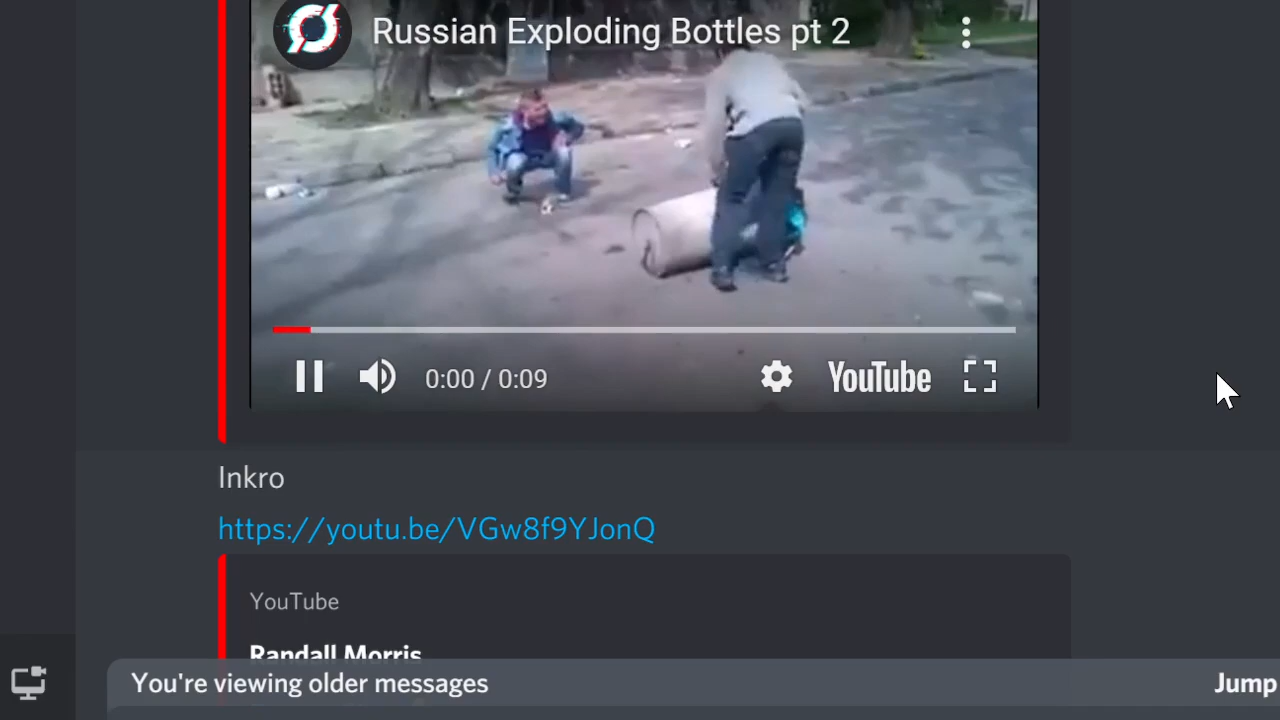 Russian Exploding Bottles pt 2
0:00 / 0:09
YouTube
Inkro
https://youtu.be/VGw8f9YJonQ
YouTube
Randall Morris
You're viewing older messages
Jump